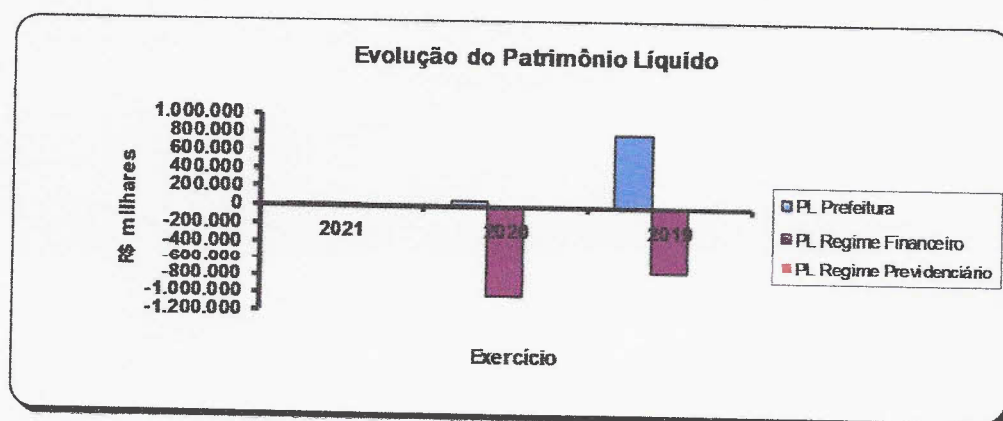 Evolução do Patrimônio Líquido
R$ milhares
1.000.000
800.000
600.000
400.000
200.000
0
-200.000
-400.000
-600.000
-800.000
-1.000.000
-1.200.000
2021
2020
2019
Exercício
PL Prefeitura
PL Regime Financeiro
PL Regime Previdenciário